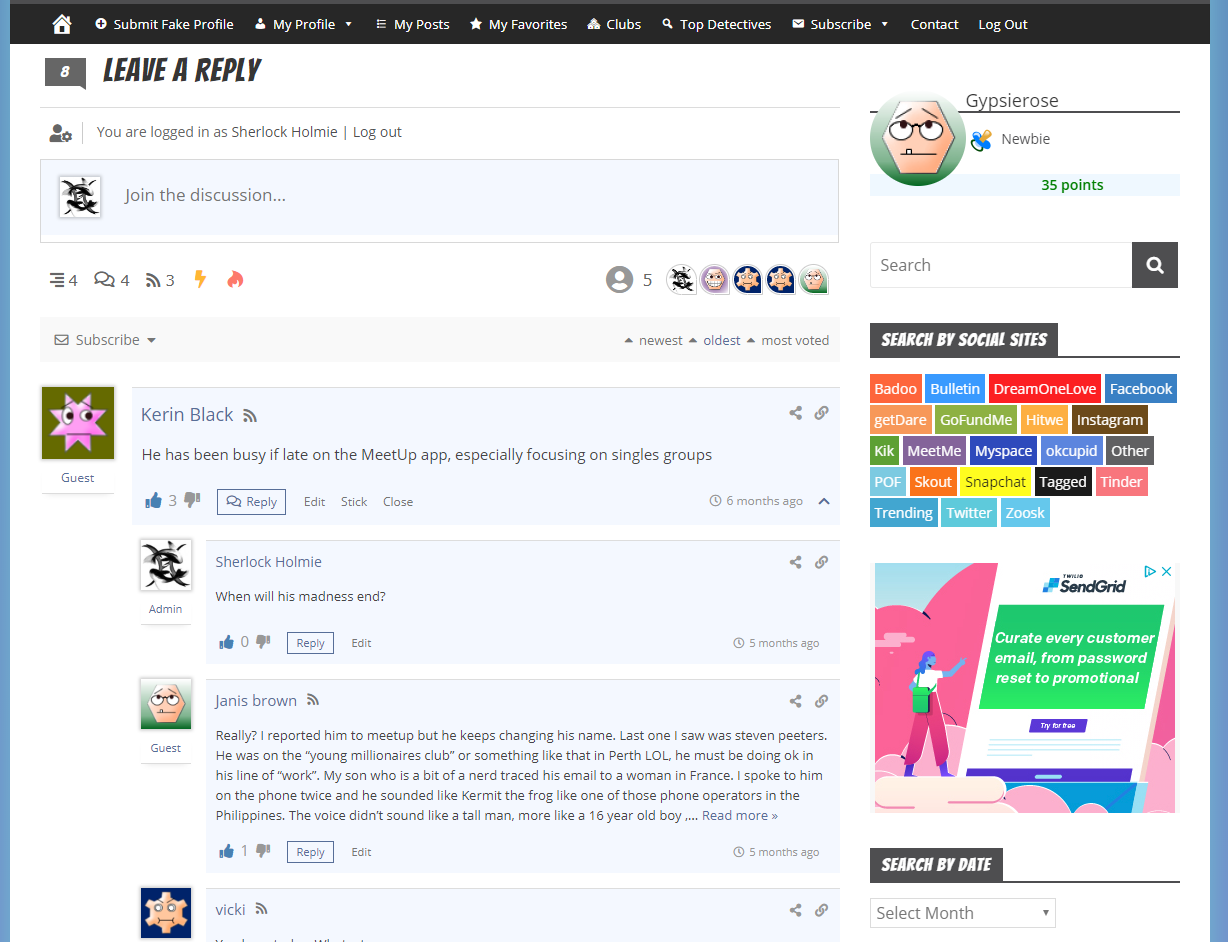 Submit Fake Profile My Profile My Posts My Favorites Clubs Top Detectives Subscribe Contact Log Out
8 LEAVE A REPLY
You are logged in as Sherlock Holmie | Log out
Join the discussion...
4 4 3 5
Subscribe newest oldest most voted
Kerin Black
Guest
He has been busy if late on the MeetUp app, especially focusing on singles groups
3 Reply Edit Stick Close 6 months ago
Sherlock Holmie
Admin
When will his madness end?
0 Reply Edit 5 months ago
Janis brown
Guest
Really? I reported him to meetup but he keeps changing his name. Last one I saw was steven peeters.
He was on the “young millionaires club” or something like that in Perth LOL, he must be doing ok in
his line of “work”. My son who is a bit of a nerd traced his email to a woman in France. I spoke to him
on the phone twice and he sounded like Kermit the frog like one of those phone operators in the
Philippines. The voice didn’t sound like a tall man, more like a 16 year old boy ,... Read more »
1 Reply Edit 5 months ago
vicki
Gypsierose
Newbie
35 points
Search
SEARCH BY SOCIAL SITES
Badoo Bulletin DreamOneLove Facebook
getDare GoFundMe Hitwe Instagram
Kik MeetMe Myspace okcupid Other
POF Skout Snapchat Tagged Tinder
Trending Twitter Zoosk
TWILIO
SendGrid
Curate every customer
email, from password
reset to promotional
Try for free
SEARCH BY DATE
Select Month